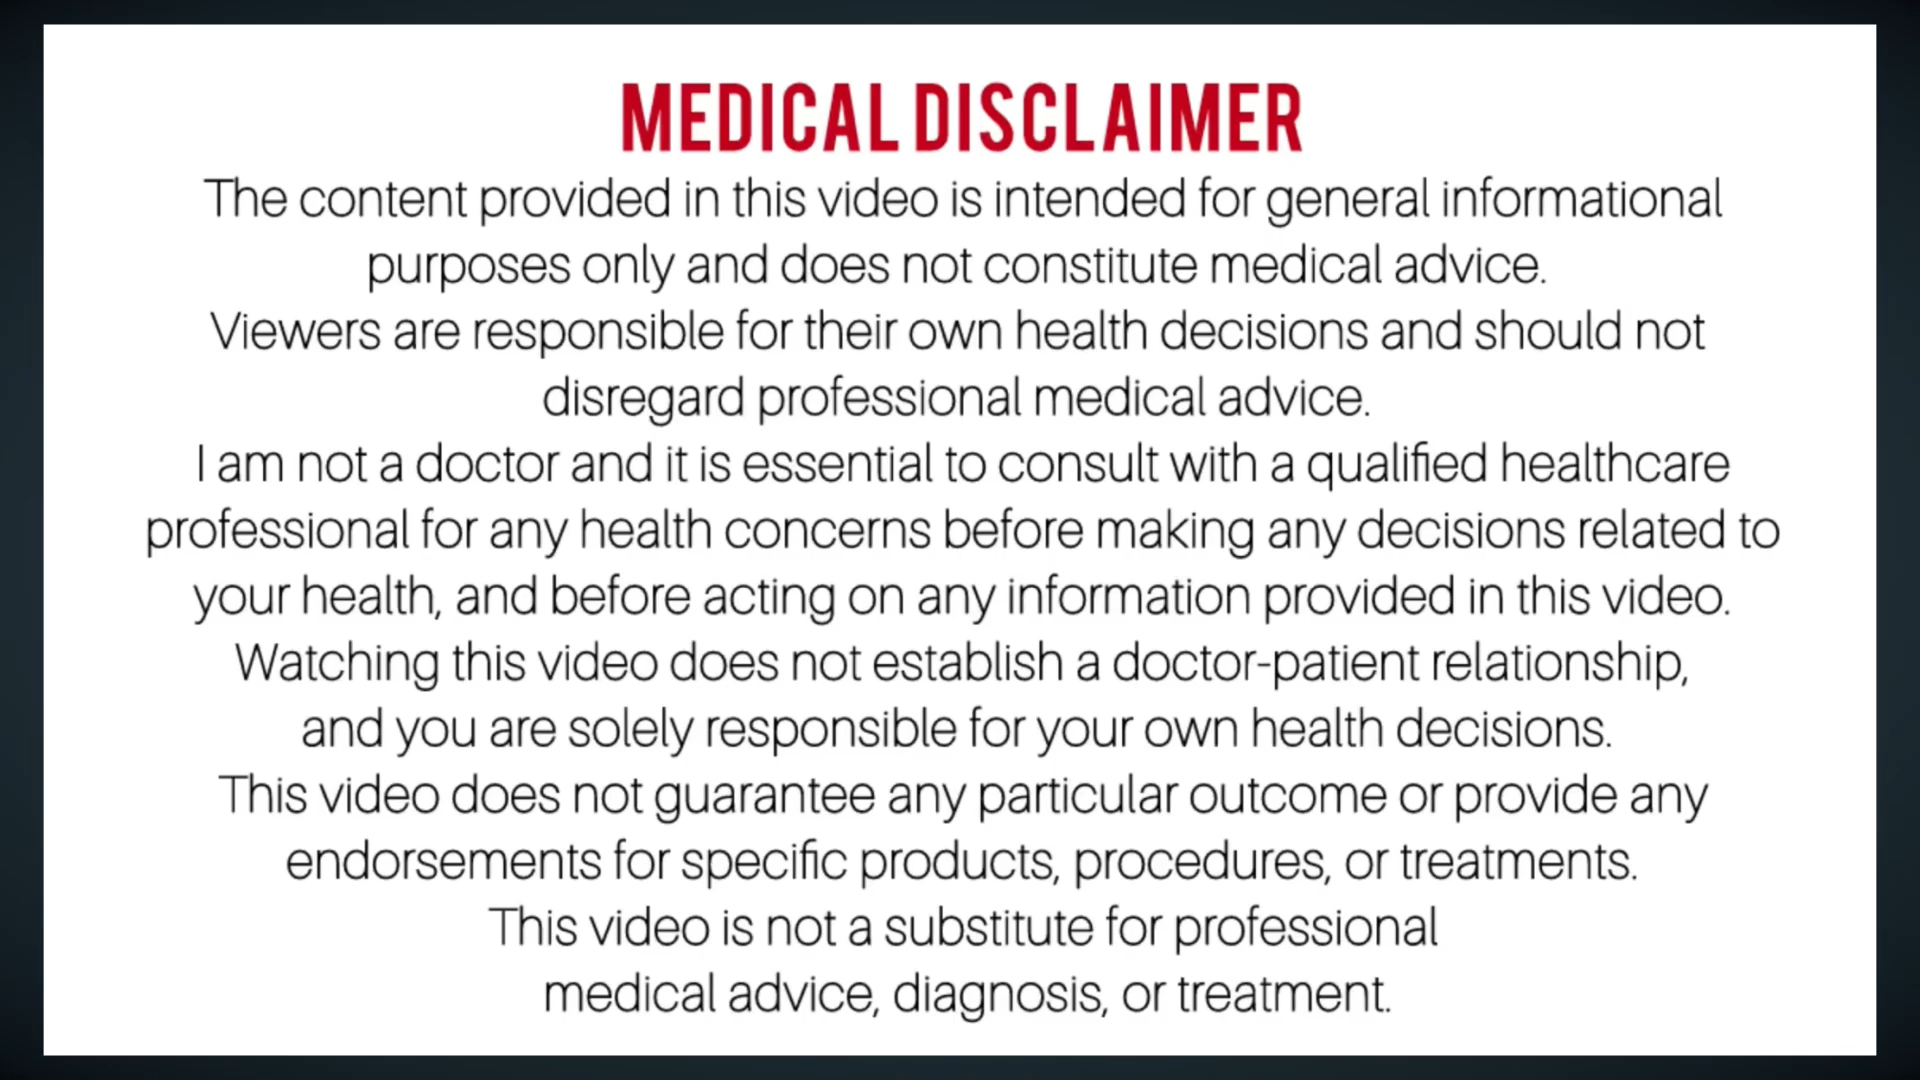 MEDICAL DISCLAIMER
The content provided in this video is intended for general informational
purposes only and does not constitute medical advice.
Viewers are responsible for their own health decisions and should not
disregard professional medical advice.
I am not a doctor and it is essential to consult with a qualified healthcare
professional for any health concerns before making any decisions related to
your health, and before acting on any information provided in this video.
Watching this video does not establish a doctor-patient relationship,
and you are solely responsible for your own health decisions.
This video does not guarantee any particular outcome or provide any
endorsements for specific products, procedures, or treatments.
This video is not a substitute for professional
medical advice, diagnosis, or treatment.